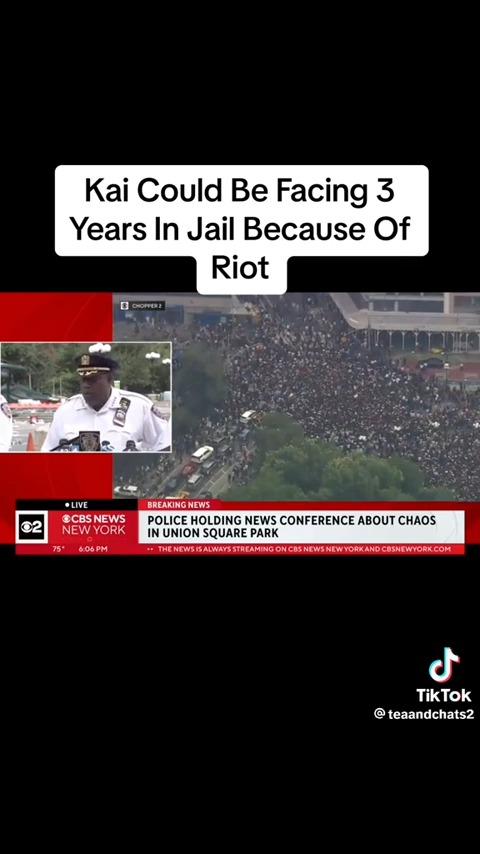 Kai Could Be Facing 3
Years In Jail Because Of
Riot
CHOPPER 2
LIVE
BREAKING NEWS
2
CBS NEWS
NEW YORK
POLICE HOLDING NEWS CONFERENCE ABOUT CHAOS
IN UNION SQUARE PARK
75° 6:06 PM
THE NEWS IS ALWAYS STREAMING ON CBS NEWS NEW YORK AND CBSNEWYORK.COM
TikTok
@teaandchats2